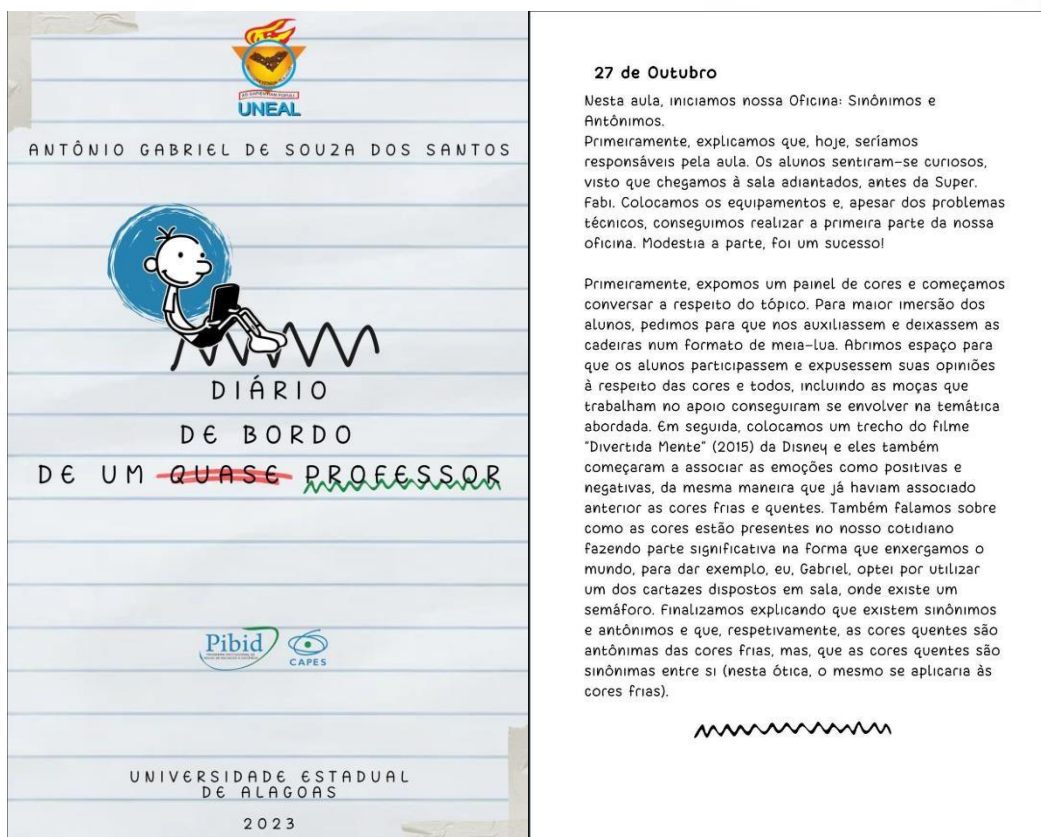 UNEAL
ANTÔNIO GABRIEL DE SOUZA DOS SANTOS
DIÁRIO
DE BORDO
DE UM QUASE PROFESSOR
Pibid
CAPES
UNIVERSIDADE ESTADUAL
DE ALAGOAS
2023
27 de Outubro
Nesta aula, iniciamos nossa Oficina: Sinônimos e
Antônimos.
Primeiramente, explicamos que, hoje, seríamos
responsáveis pela aula. Os alunos sentiram-se curiosos,
visto que chegamos à sala adiantados, antes da Super.
Fabi. Colocamos os equipamentos e, apesar dos problemas
técnicos, conseguimos realizar a primeira parte da nossa
oficina. Modestia a parte, foi um sucesso!
Primeiramente, expomos um painel de cores e começamos
conversar a respeito do tópico. Para maior imersão dos
alunos, pedimos para que nos auxiliassem e deixassem as
cadeiras num formato de meia-lua. Abrimos espaço para
que os alunos participassem e expusessem suas opiniões
à respeito das cores e todos, incluindo as moças que
trabalham no apoio conseguiram se envolver na temática
abordada. Em seguida, colocamos um trecho do filme
"Divertida Mente" (2015) da Disney e eles também
começaram a associar as emoções como positivas e
negativas, da mesma maneira que já haviam associado
anterior as cores frias e quentes. Também falamos sobre
como as cores estão presentes no nosso cotidiano
fazendo parte significativa na forma que enxergamos o
mundo, para dar exemplo, eu, Gabriel, optei por utilizar
um dos cartazes dispostos em sala, onde existe um
semáforo. Finalizamos explicando que existem sinônimos
e antônimos e que, respetivamente, as cores quentes são
antônimas das cores frias, mas, que as cores quentes são
sinônimas entre si (nesta ótica, o mesmo se aplicaria às
cores frias).